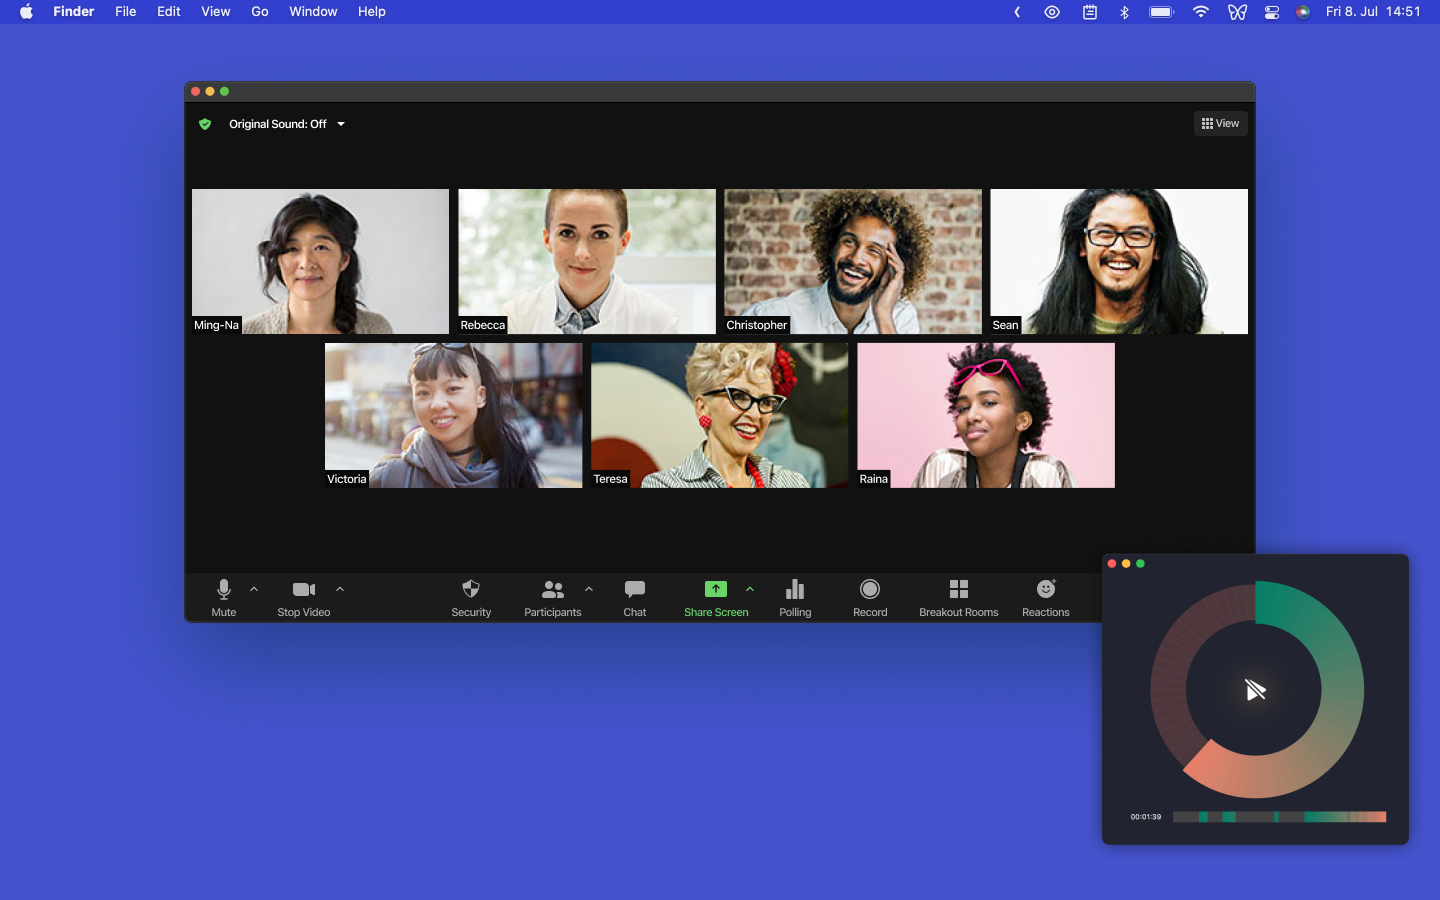 Finder File Edit View Go Window Help Fri 8. Jul 14:51
Original Sound: Off View
Ming-Na Rebecca Christopher Sean
Victoria Teresa Raina
Mute Stop Video Security Participants Chat Share Screen Polling Record Breakout Rooms Reactions
00:01:39